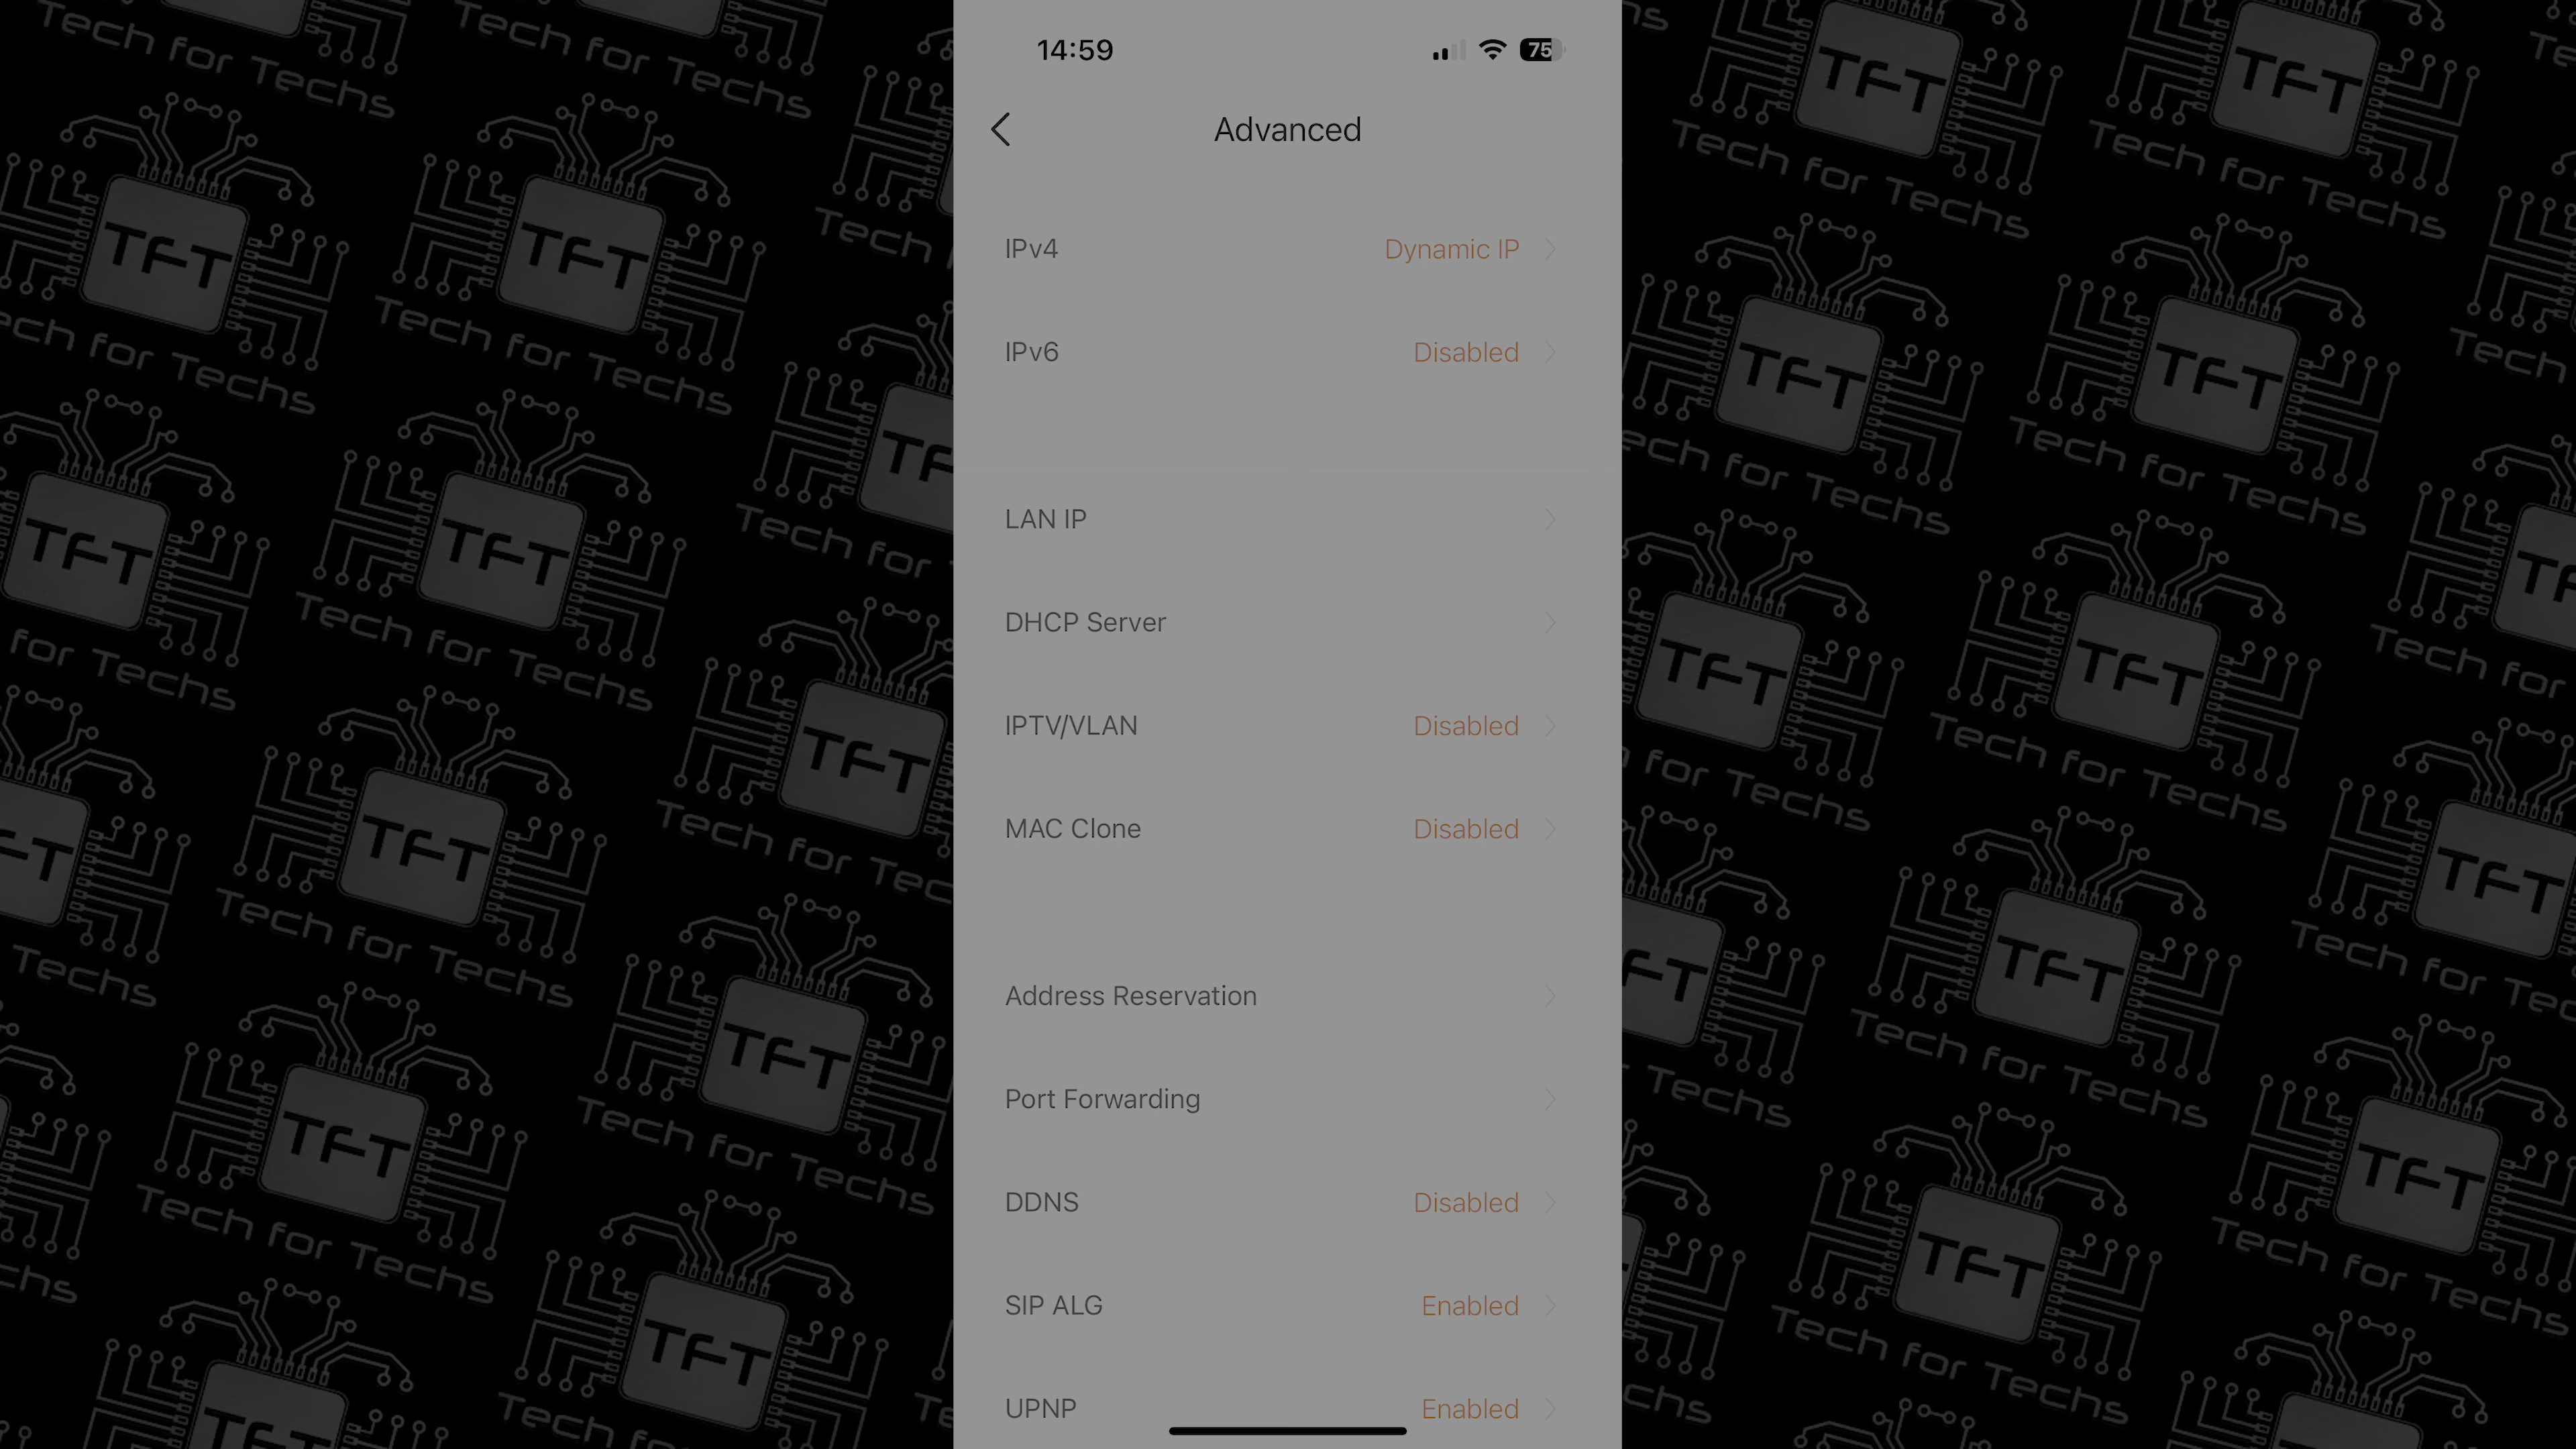 14:59
75
Advanced
IPv4 Dynamic IP
IPv6 Disabled
LAN IP
DHCP Server
IPTV/VLAN Disabled
MAC Clone Disabled
Address Reservation
Port Forwarding
DDNS Disabled
SIP ALG Enabled
UPNP Enabled
TFT
Tech for Techs